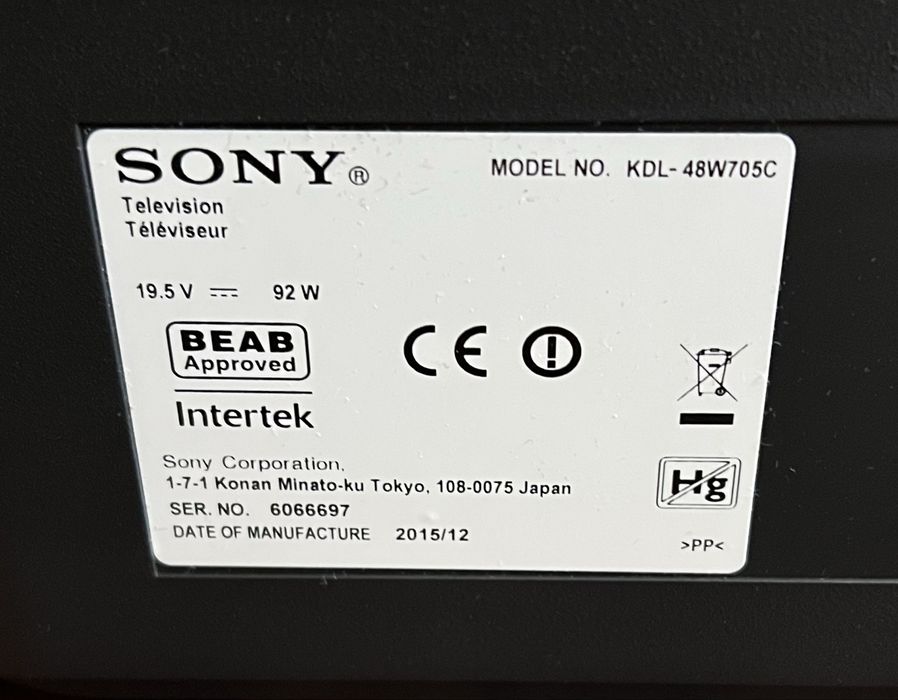 SONY®
MODEL NO. KDL-48W705C
Television
Téléviseur
19.5 V ⎓ 92 W
BEAB
Approved
Intertek
CE
Sony Corporation,
1-7-1 Konan Minato-ku Tokyo, 108-0075 Japan
SER. NO. 6066697
DATE OF MANUFACTURE 2015/12
Hg
>PP<